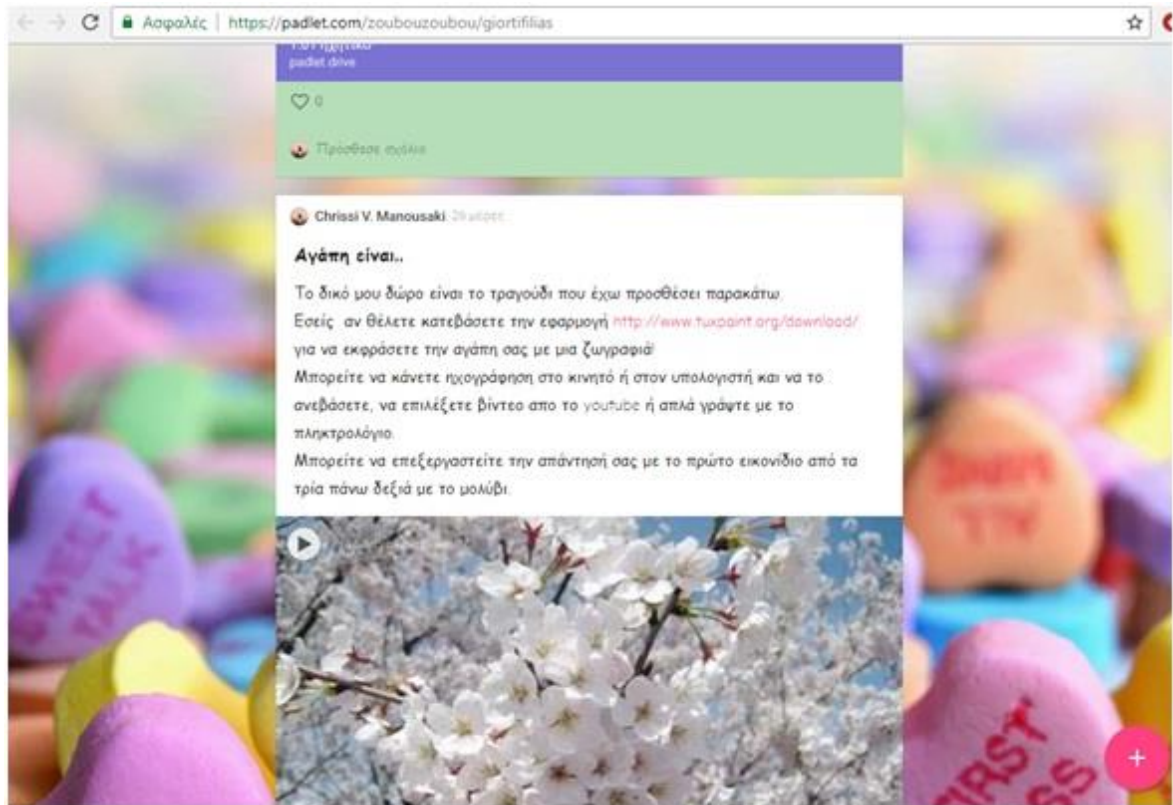 Ασφαλές | https://padlet.com/zoubouzoubou/giortifilias
padlet drive
0
Πρόσθεσε σχόλιο
Chrissi V. Manousaki 29 μέρες
Αγάπη είναι..
Το δικό μου δώρο είναι το τραγούδι που έχω προσθέσει παρακάτω.
Εσείς αν θέλετε κατεβάσετε την εφαρμογή http://www.tuxpaint.org/download/
για να εκφράσετε την αγάπη σας με μια ζωγραφιά!
Μπορείτε να κάνετε ηχογράφηση στο κινητό ή στον υπολογιστή και να το
ανεβάσετε, να επιλέξετε βίντεο απο το youtube ή απλά γράψτε με το
πληκτρολόγιο.
Μπορείτε να επεξεργαστείτε την απάντησή σας με το πρώτο εικονίδιο από τα
τρία πάνω δεξιά με το μολύβι.
SWEET
TALK
FIRST